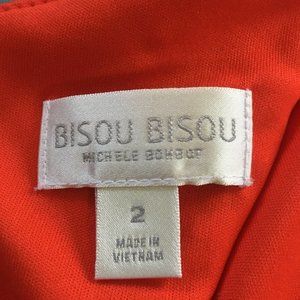 BISOU BISOU
MICHELE BOHBOT
2
MADE IN
VIETNAM